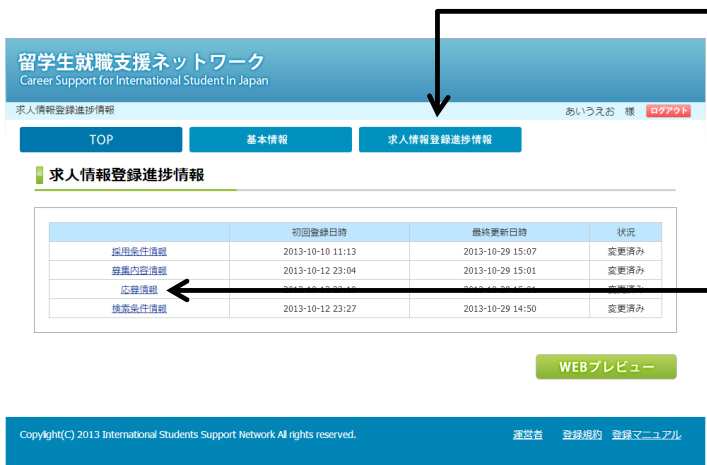 留学生就職支援ネットワーク
Career Support for International Student in Japan
求人情報登録進捗情報 あいうえお 様 ログアウト
TOP 基本情報 求人情報登録進捗情報
求人情報登録進捗情報
初回登録日時 最終更新日時 状況
採用条件情報 2013-10-10 11:13 2013-10-29 15:07 変更済み
募集内容情報 2013-10-12 23:04 2013-10-29 15:01 変更済み
応募情報 変更済み
検索条件情報 2013-10-12 23:27 2013-10-29 14:50 変更済み
WEBプレビュー
Copylight(C) 2013 International Students Support Network All rights reserved. 運営者 登録規約 登録マニュアル